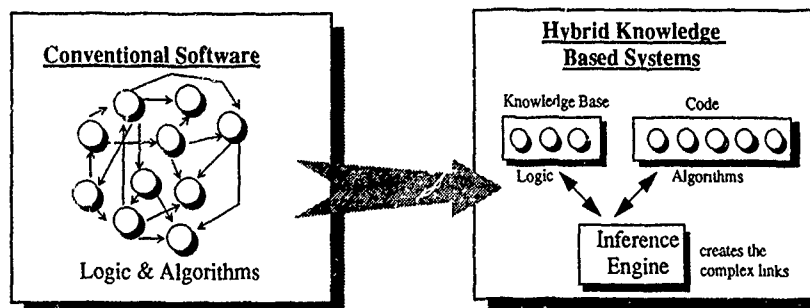 Conventional Software
Logic & Algorithms
Hybrid Knowledge
Based Systems
Knowledge Base
Code
Logic
Algorithms
Inference
Engine
creates the
complex links